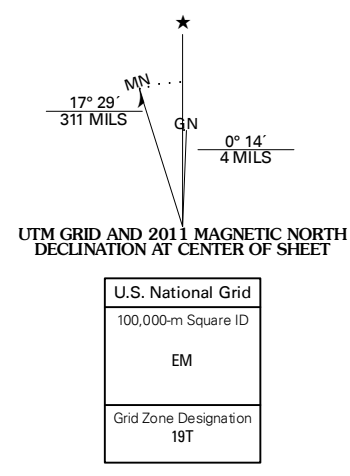 ★
MN
17° 29´
311 MILS
GN
0° 14´
4 MILS
UTM GRID AND 2011 MAGNETIC NORTH
DECLINATION AT CENTER OF SHEET
U.S. National Grid
100,000-m Square ID
EM
Grid Zone Designation
19T